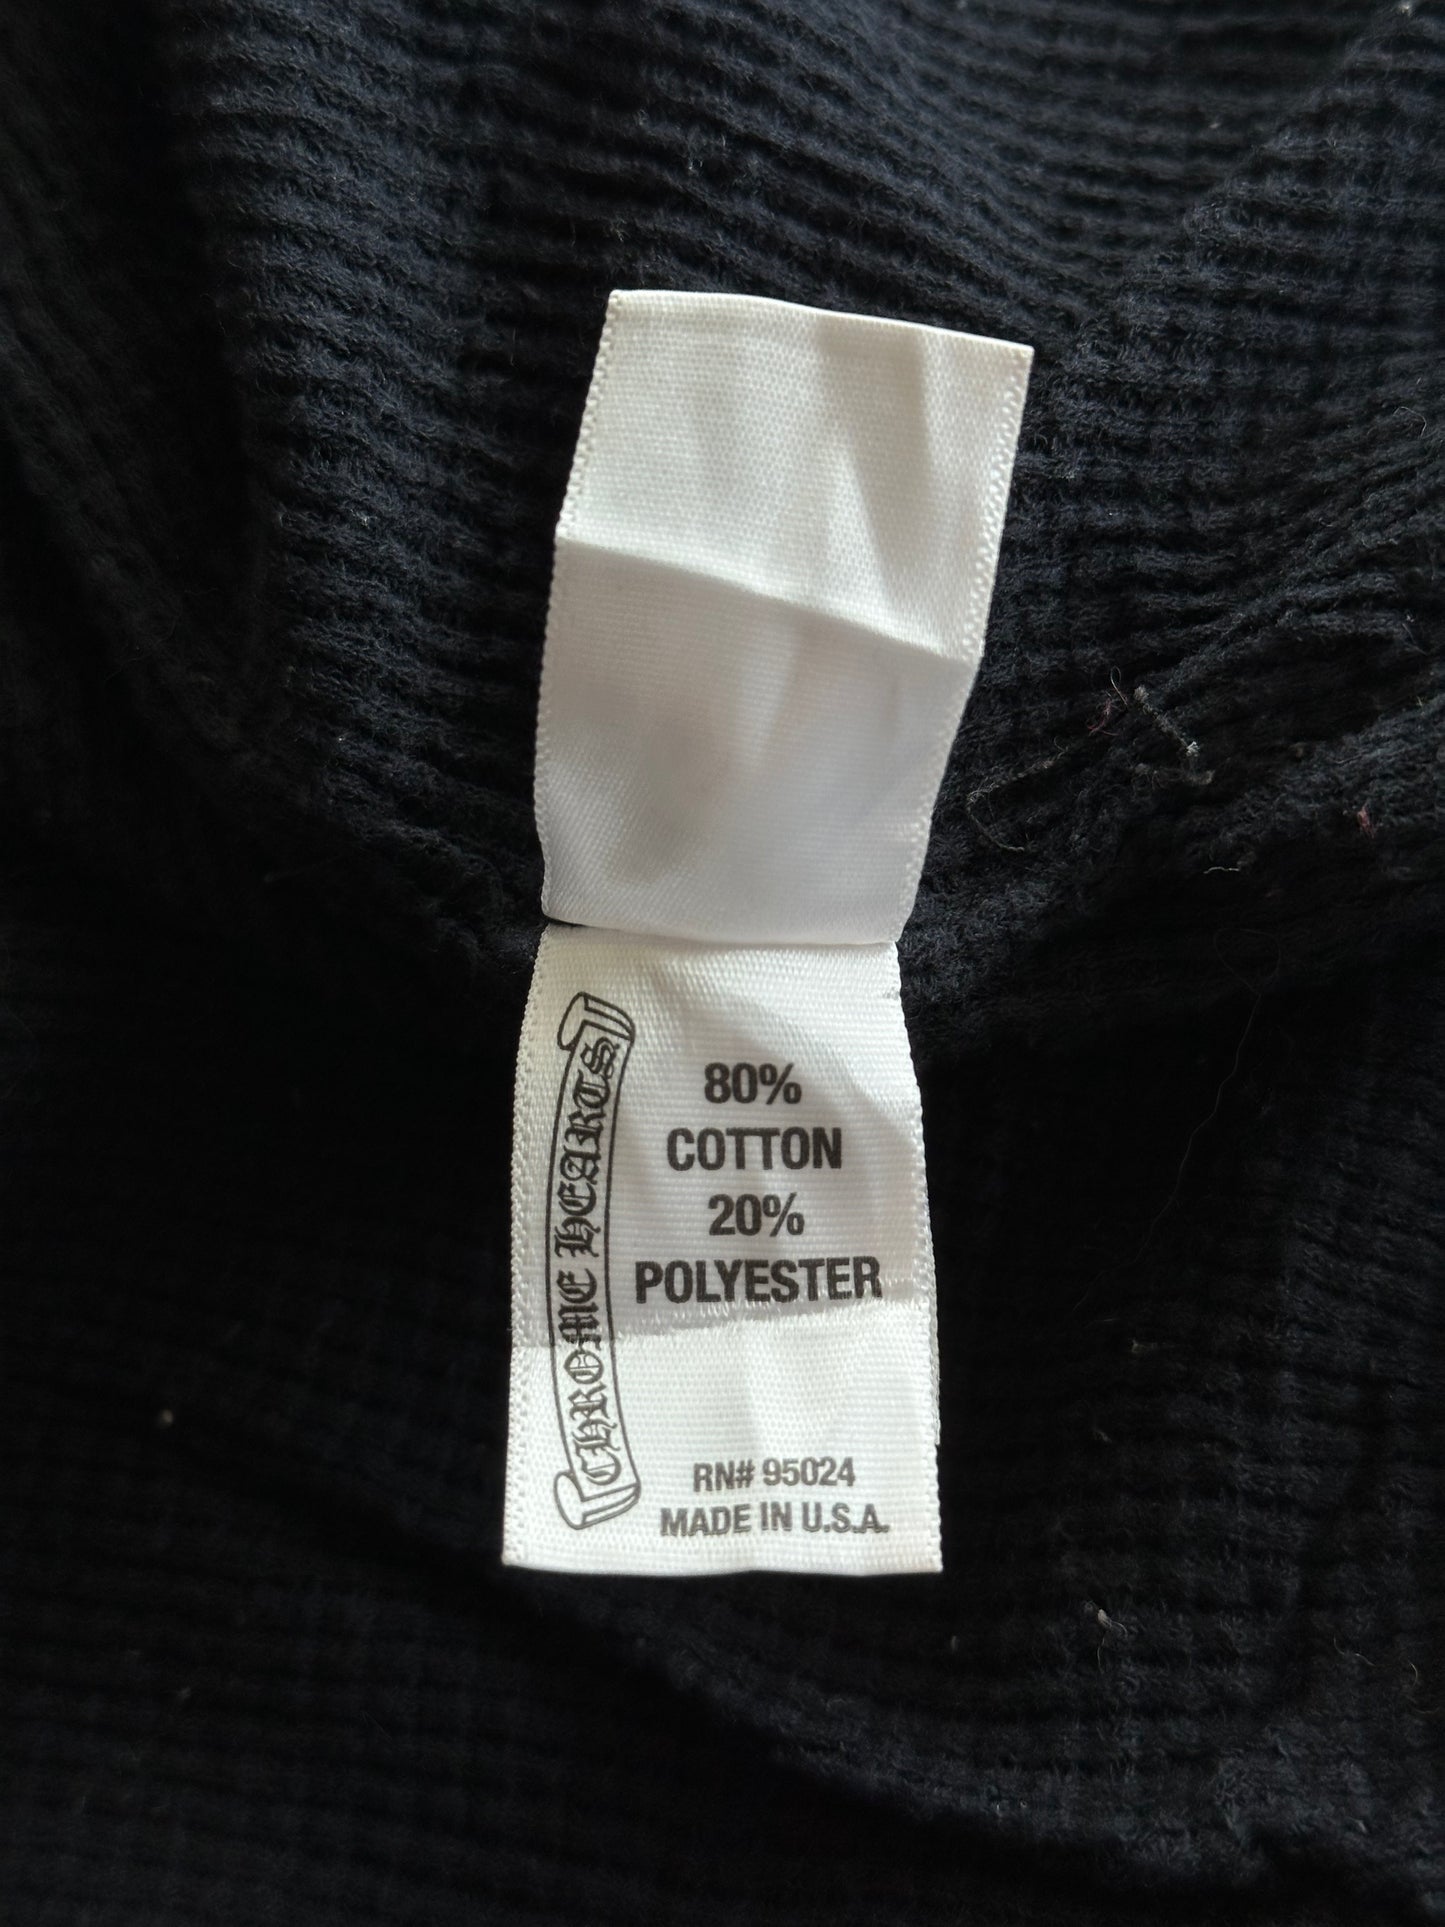 CHROME HEARTS
80%
COTTON
20%
POLYESTER
RN# 95024
MADE IN U.S.A.